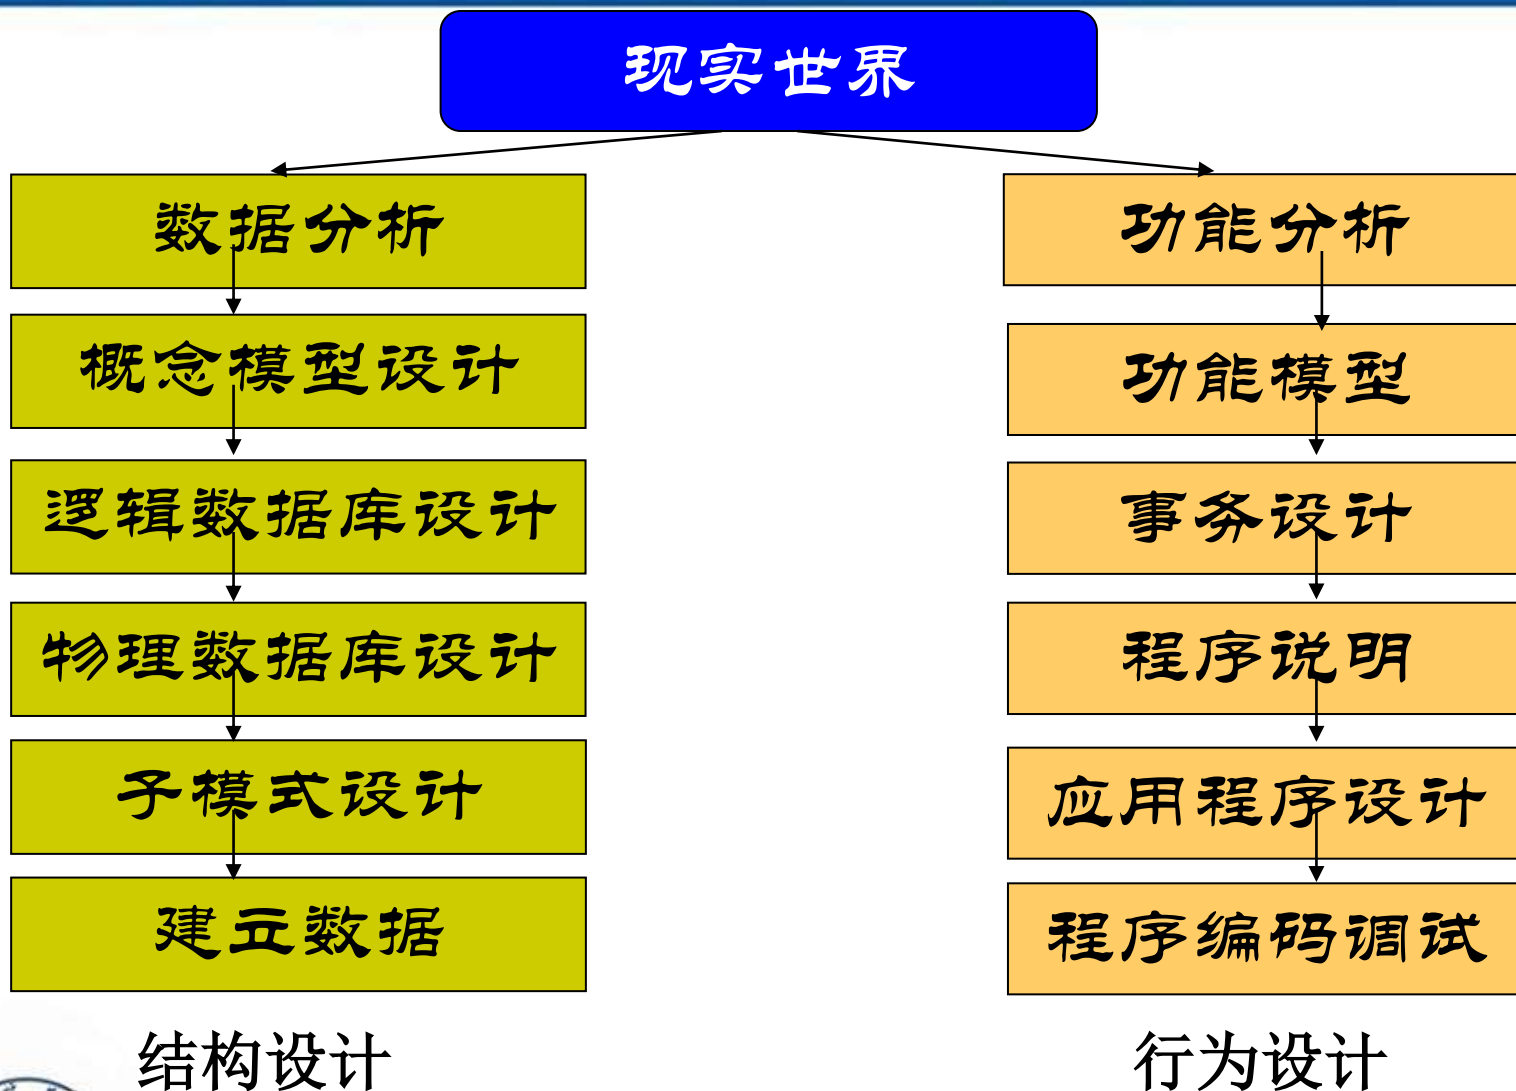 现实世界
数据分析
概念模型设计
逻辑数据库设计
物理数据库设计
子模式设计
建立数据
结构设计
功能分析
功能模型
事务设计
程序说明
应用程序设计
程序编码调试
行为设计